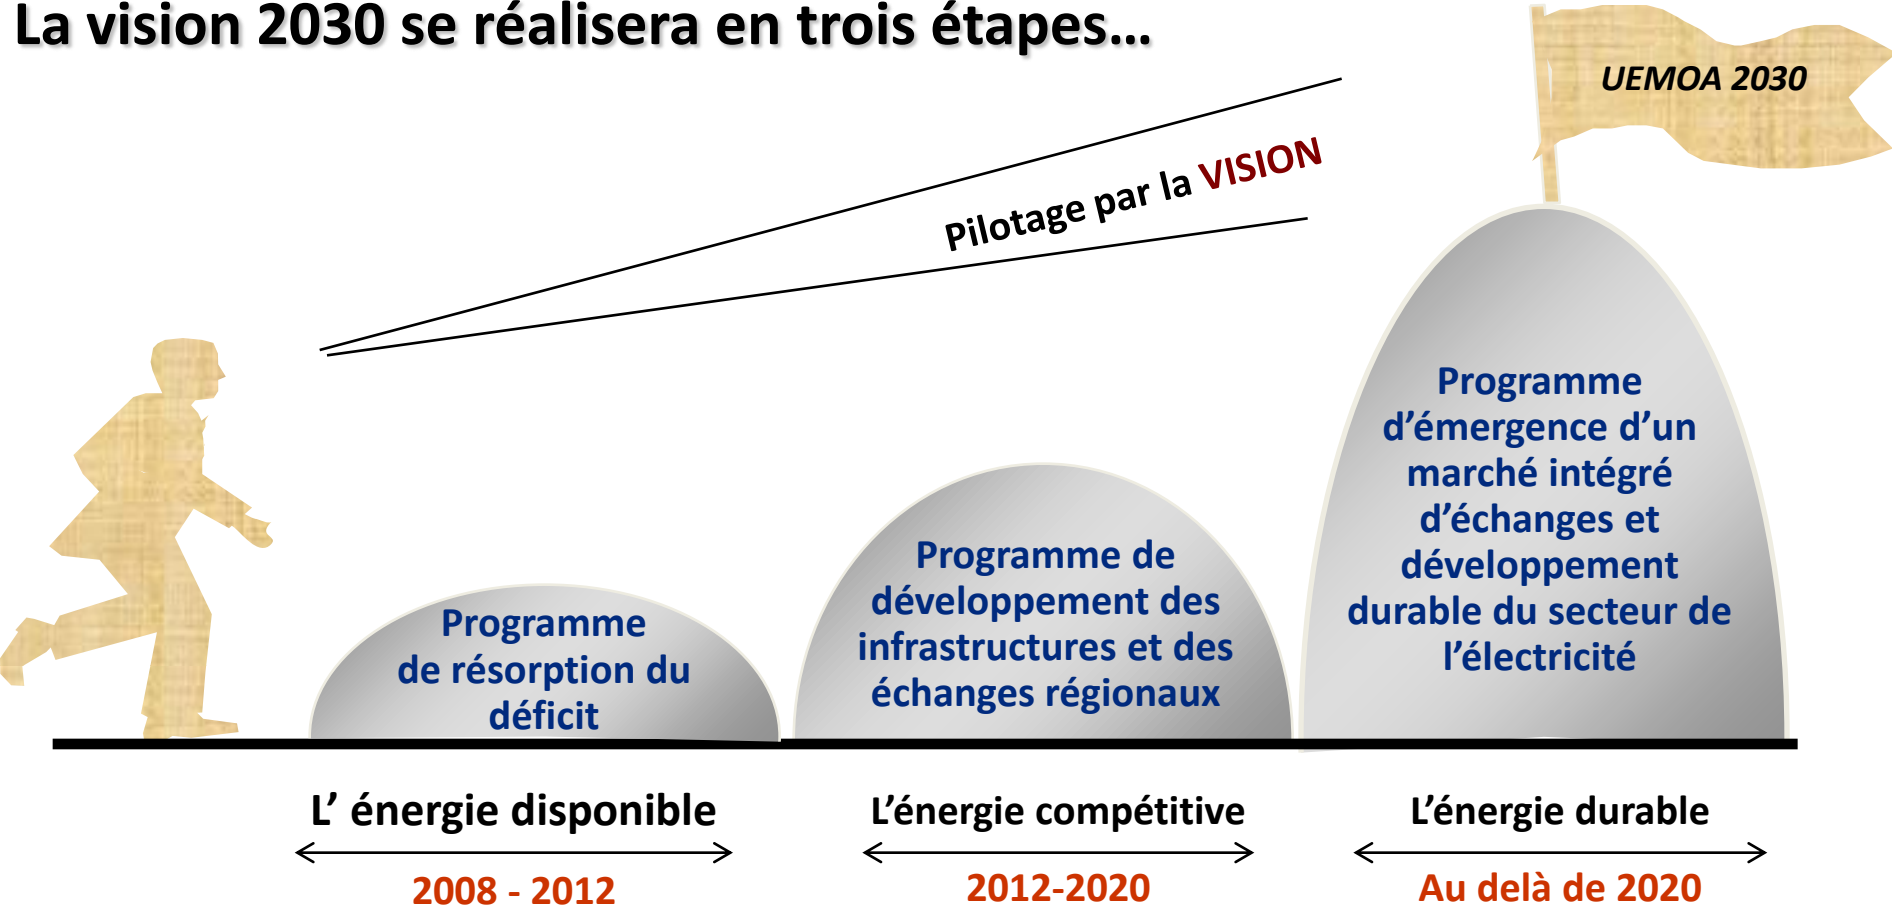 La vision 2030 se réalisera en trois étapes…
UEMOA 2030
Pilotage par la VISION
Programme
de résorption du
déficit
Programme de
développement des
infrastructures et des
échanges régionaux
Programme
d’émergence d’un
marché intégré
d’échanges et
développement
durable du secteur de
l’électricité
L’ énergie disponible
2008 - 2012
L’énergie compétitive
2012-2020
L’énergie durable
Au delà de 2020